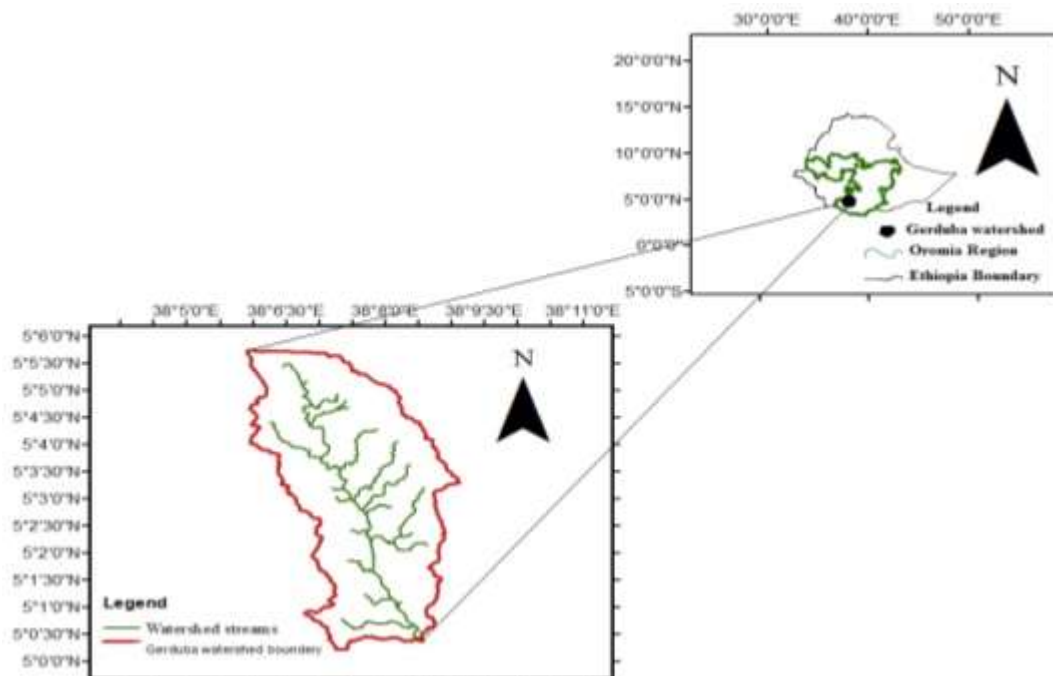 30°0'0"E 40°0'0"E 50°0'0"E
20°0'0"N
15°0'0"N
10°0'0"N
5°0'0"N
0°0'0"N
5°0'0"S
N
Legend
Gerduba watershed
Oromia Region
Ethiopia Boundary
38°5'0"E 38°6'30"E 38°8'0"E 38°9'30"E 38°11'0"E
5°6'0"N
5°5'30"N
5°5'0"N
5°4'30"N
5°4'0"N
5°3'30"N
5°3'0"N
5°2'30"N
5°2'0"N
5°1'30"N
5°1'0"N
5°0'30"N
5°0'0"N
N
Legend
Watershed streams
Gerduba watershed boundery